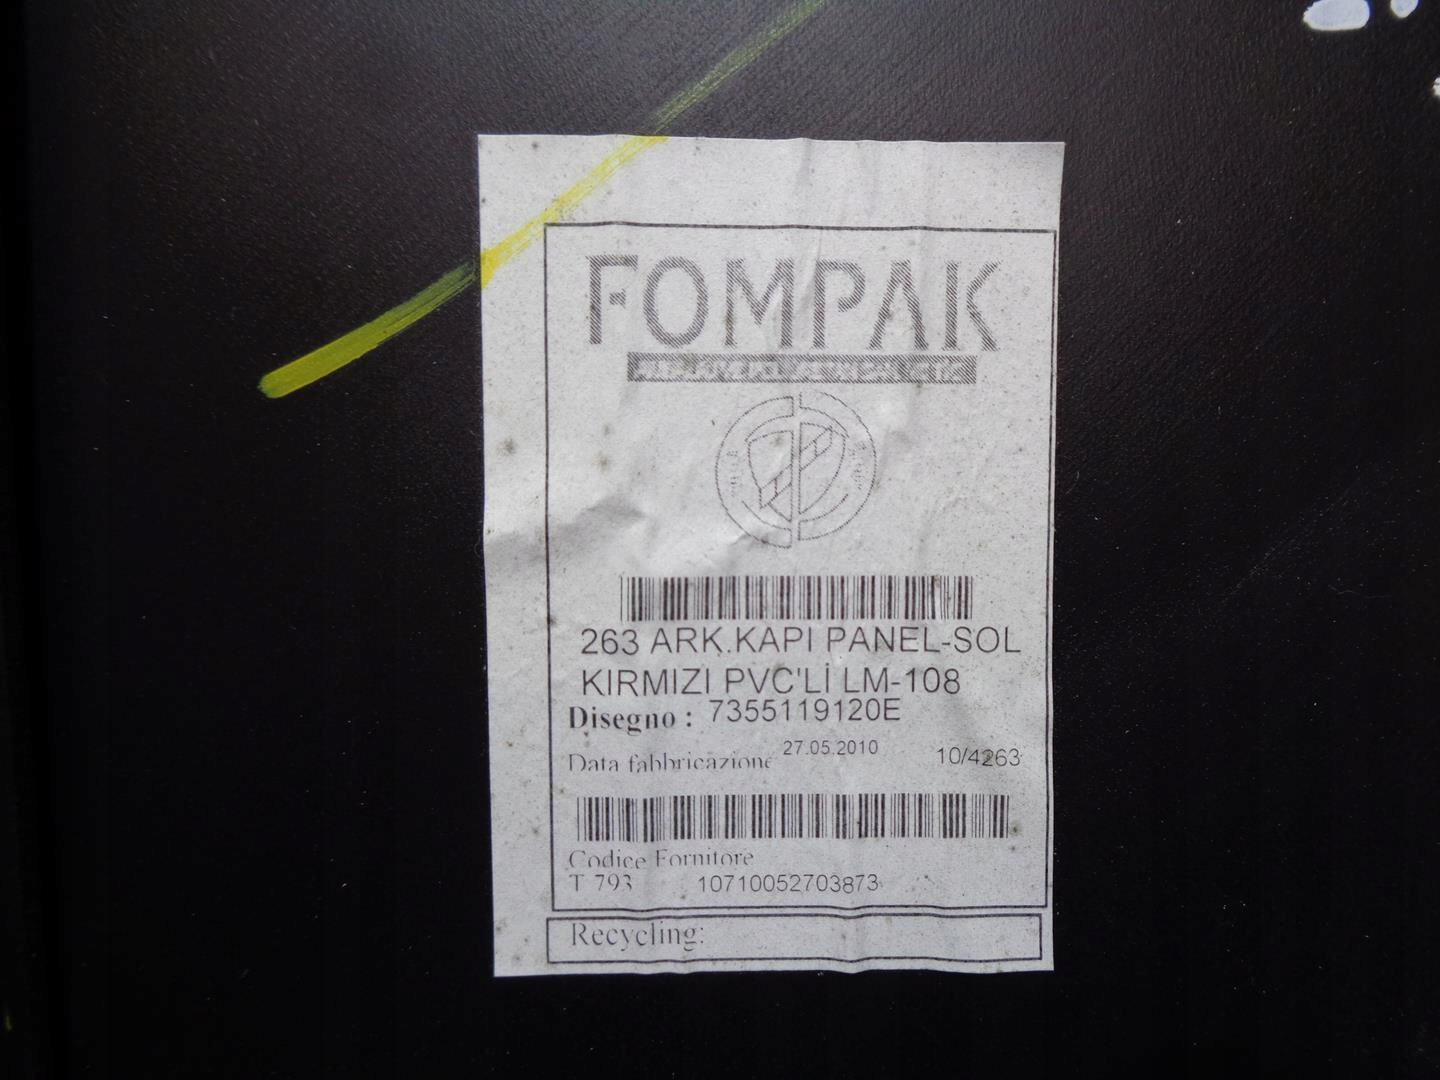 FOMPAK
263 ARK.KAPI PANEL-SOL
KIRMIZI PVC'Lİ LM-108
Disegno : 7355119120E
Data fabbricazione 27.05.2010 10/4263
Codice Fornitore
T 793 10710052703873
Recycling: